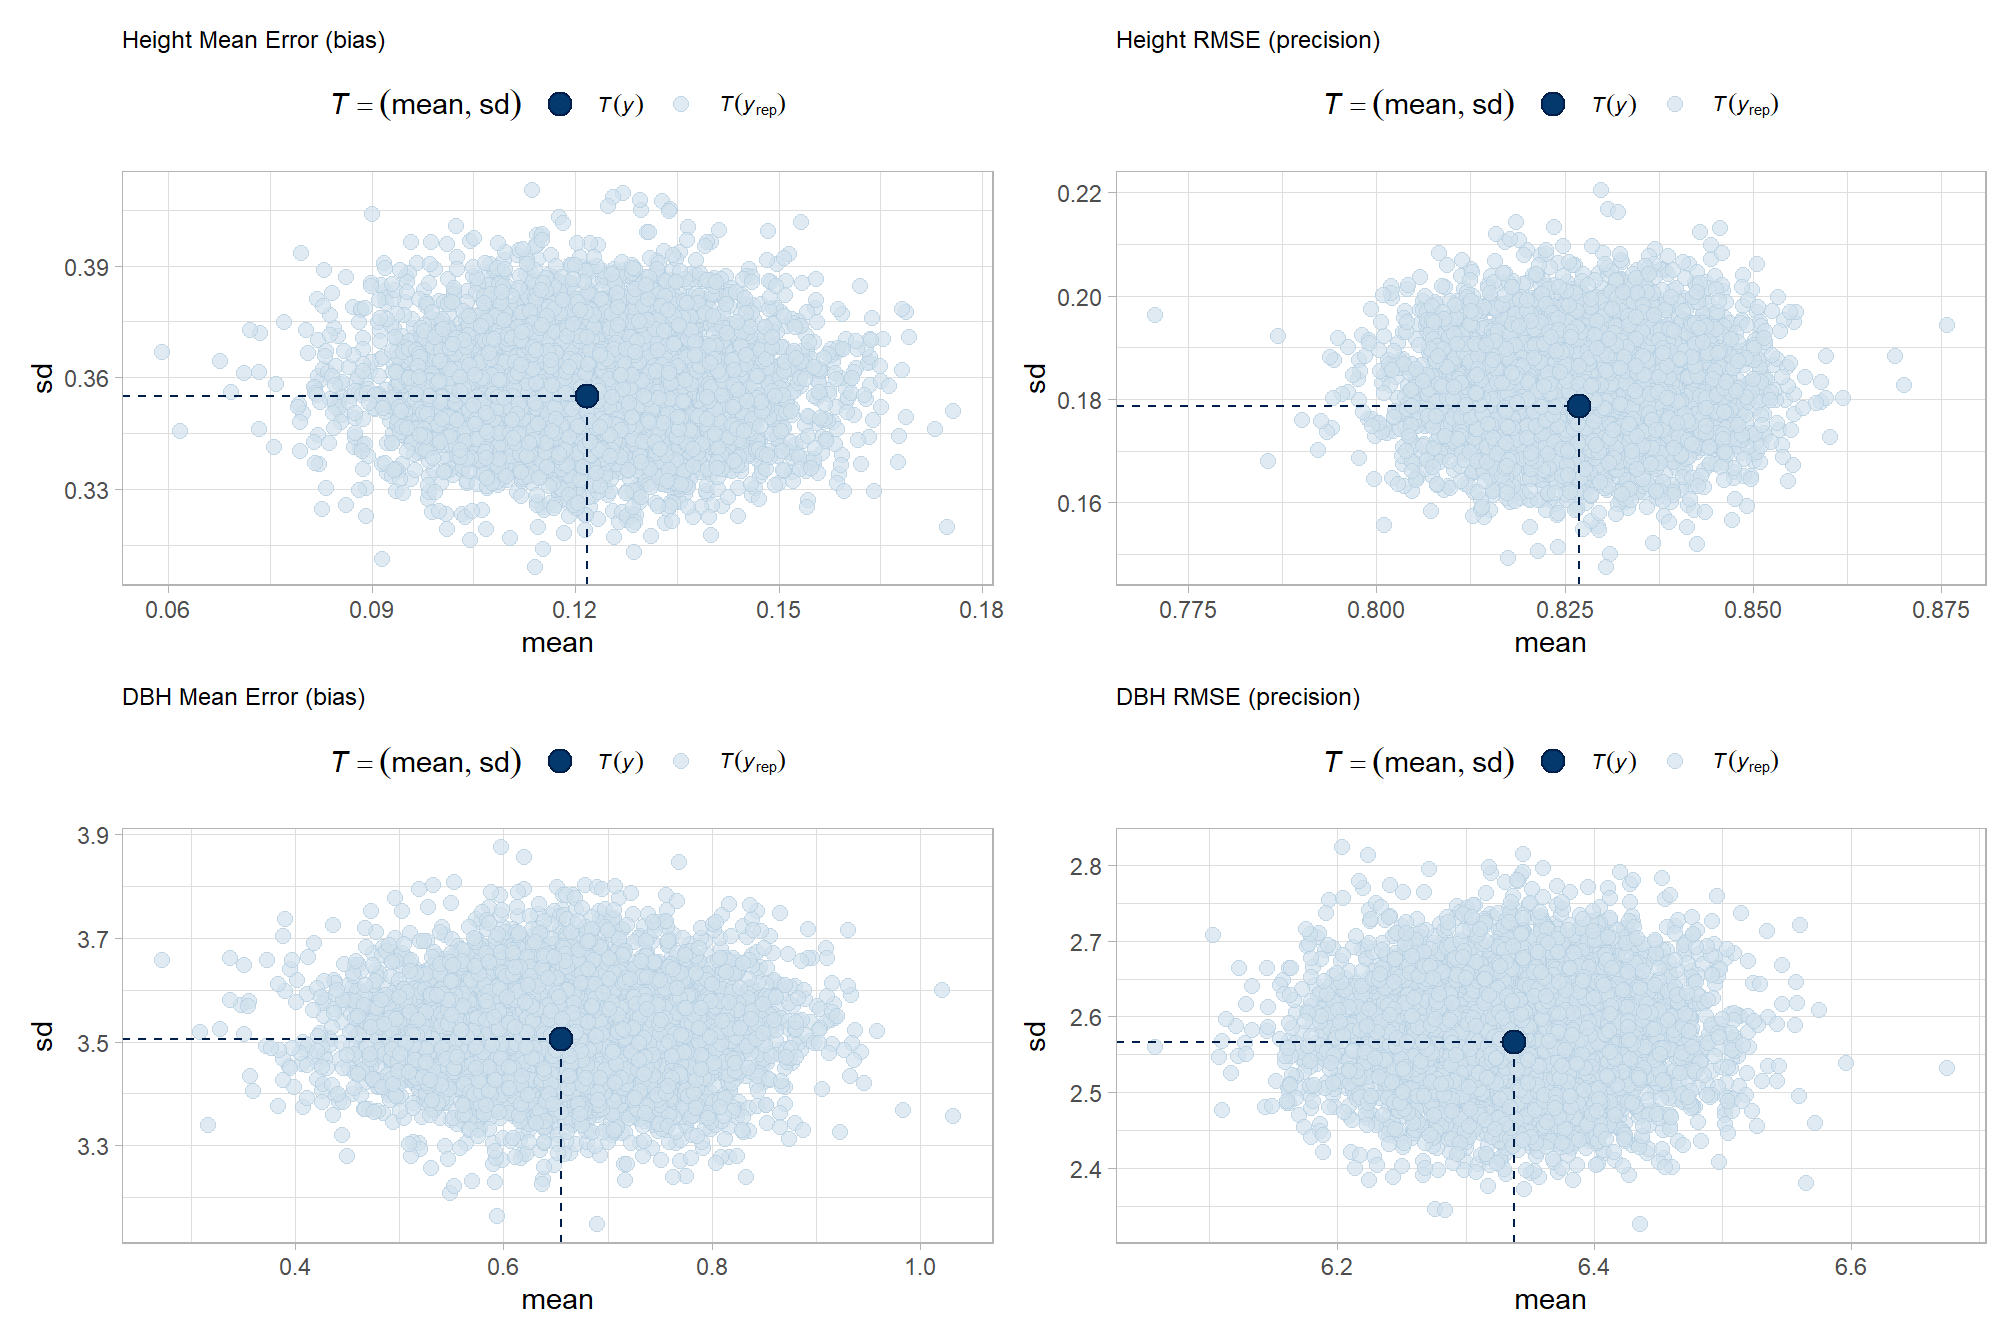 Height Mean Error (bias)
T = (mean, sd) T(y) T(yrep)
sd
0.39
0.36
0.33
0.06 0.09 0.12 0.15 0.18
mean
Height RMSE (precision)
T = (mean, sd) T(y) T(yrep)
sd
0.22
0.20
0.18
0.16
0.775 0.800 0.825 0.850 0.875
mean
DBH Mean Error (bias)
T = (mean, sd) T(y) T(yrep)
sd
3.9
3.7
3.5
3.3
0.4 0.6 0.8 1.0
mean
DBH RMSE (precision)
T = (mean, sd) T(y) T(yrep)
sd
2.8
2.7
2.6
2.5
2.4
6.2 6.4 6.6
mean